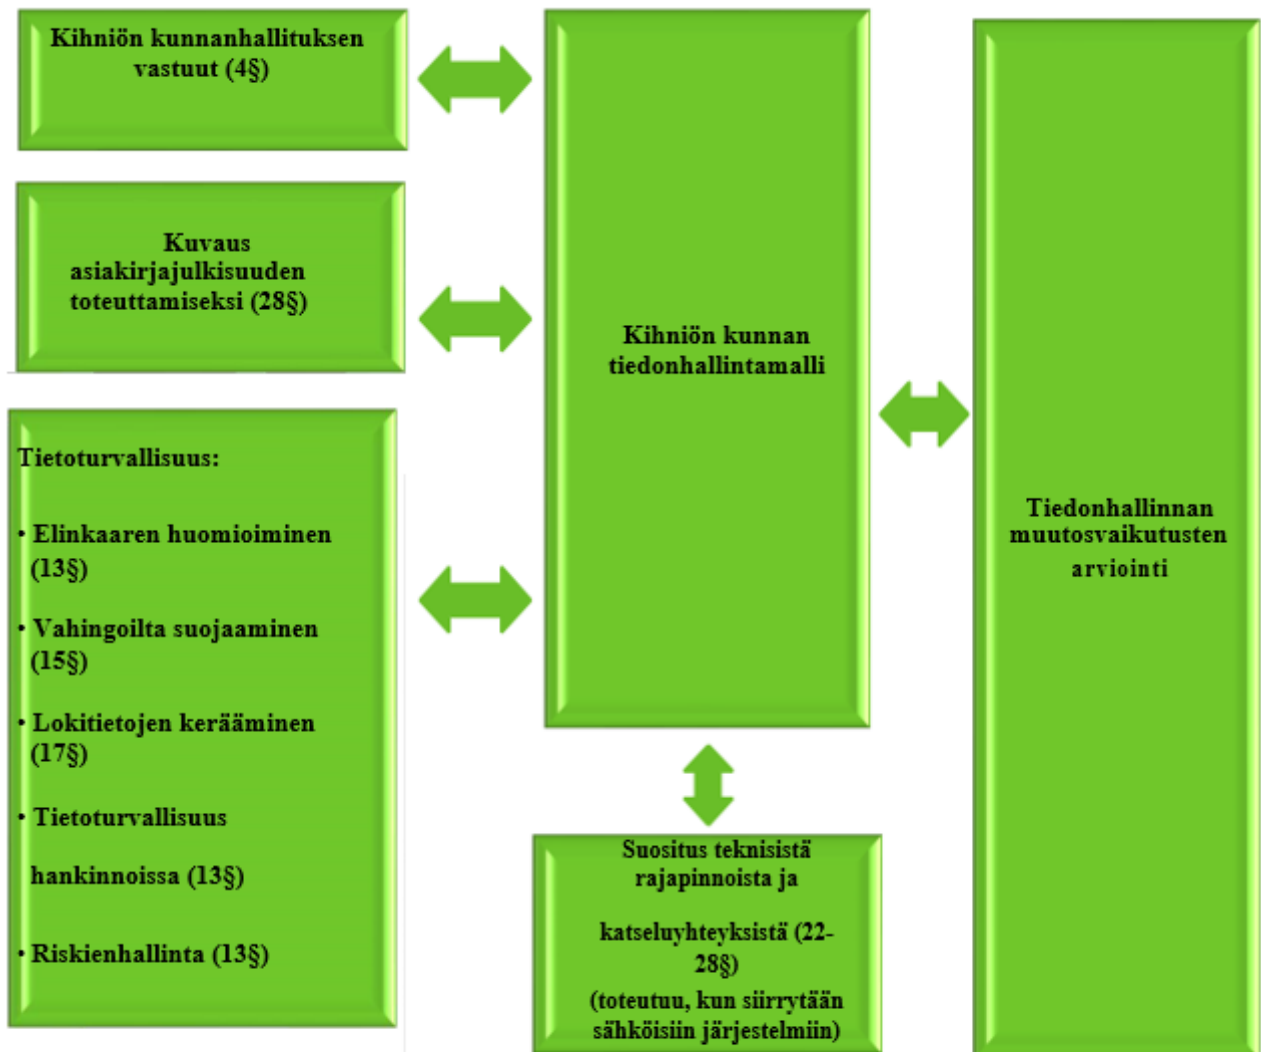 Kihniön kunnanhallituksen
vastuut (4§)
Kuvaus
asiakirjajulkisuuden
toteuttamiseksi (28§)
Tietoturvallisuus:
• Elinkaaren huomioiminen
(13§)
• Vahingoilta suojaaminen
(15§)
• Lokitietojen kerääminen
(17§)
• Tietoturvallisuus
hankinnoissa (13§)
• Riskienhallinta (13§)
Kihniön kunnan
tiedonhallintamalli
Suositus teknisistä
rajapinnoista ja
katseluyhteyksistä (22-
28§)
(toteutuu, kun siirrytään
sähköisiin järjestelmiin)
Tiedonhallinnan
muutosvaikutusten
arviointi